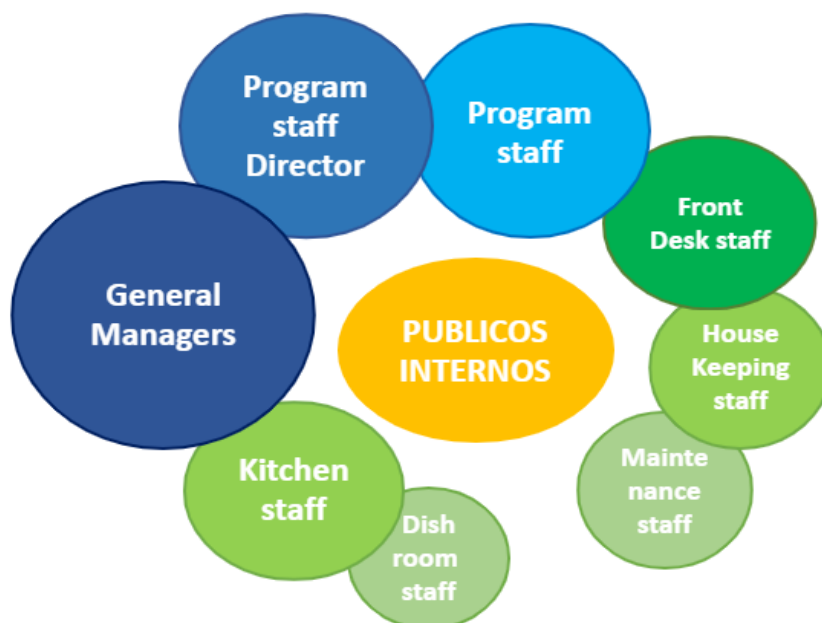 Program
staff
Director
Program
staff
Front
Desk staff
General
Managers
PUBLICOS
INTERNOS
House
Keeping
staff
Kitchen
staff
Mainte
nance
staff
Dish
room
staff